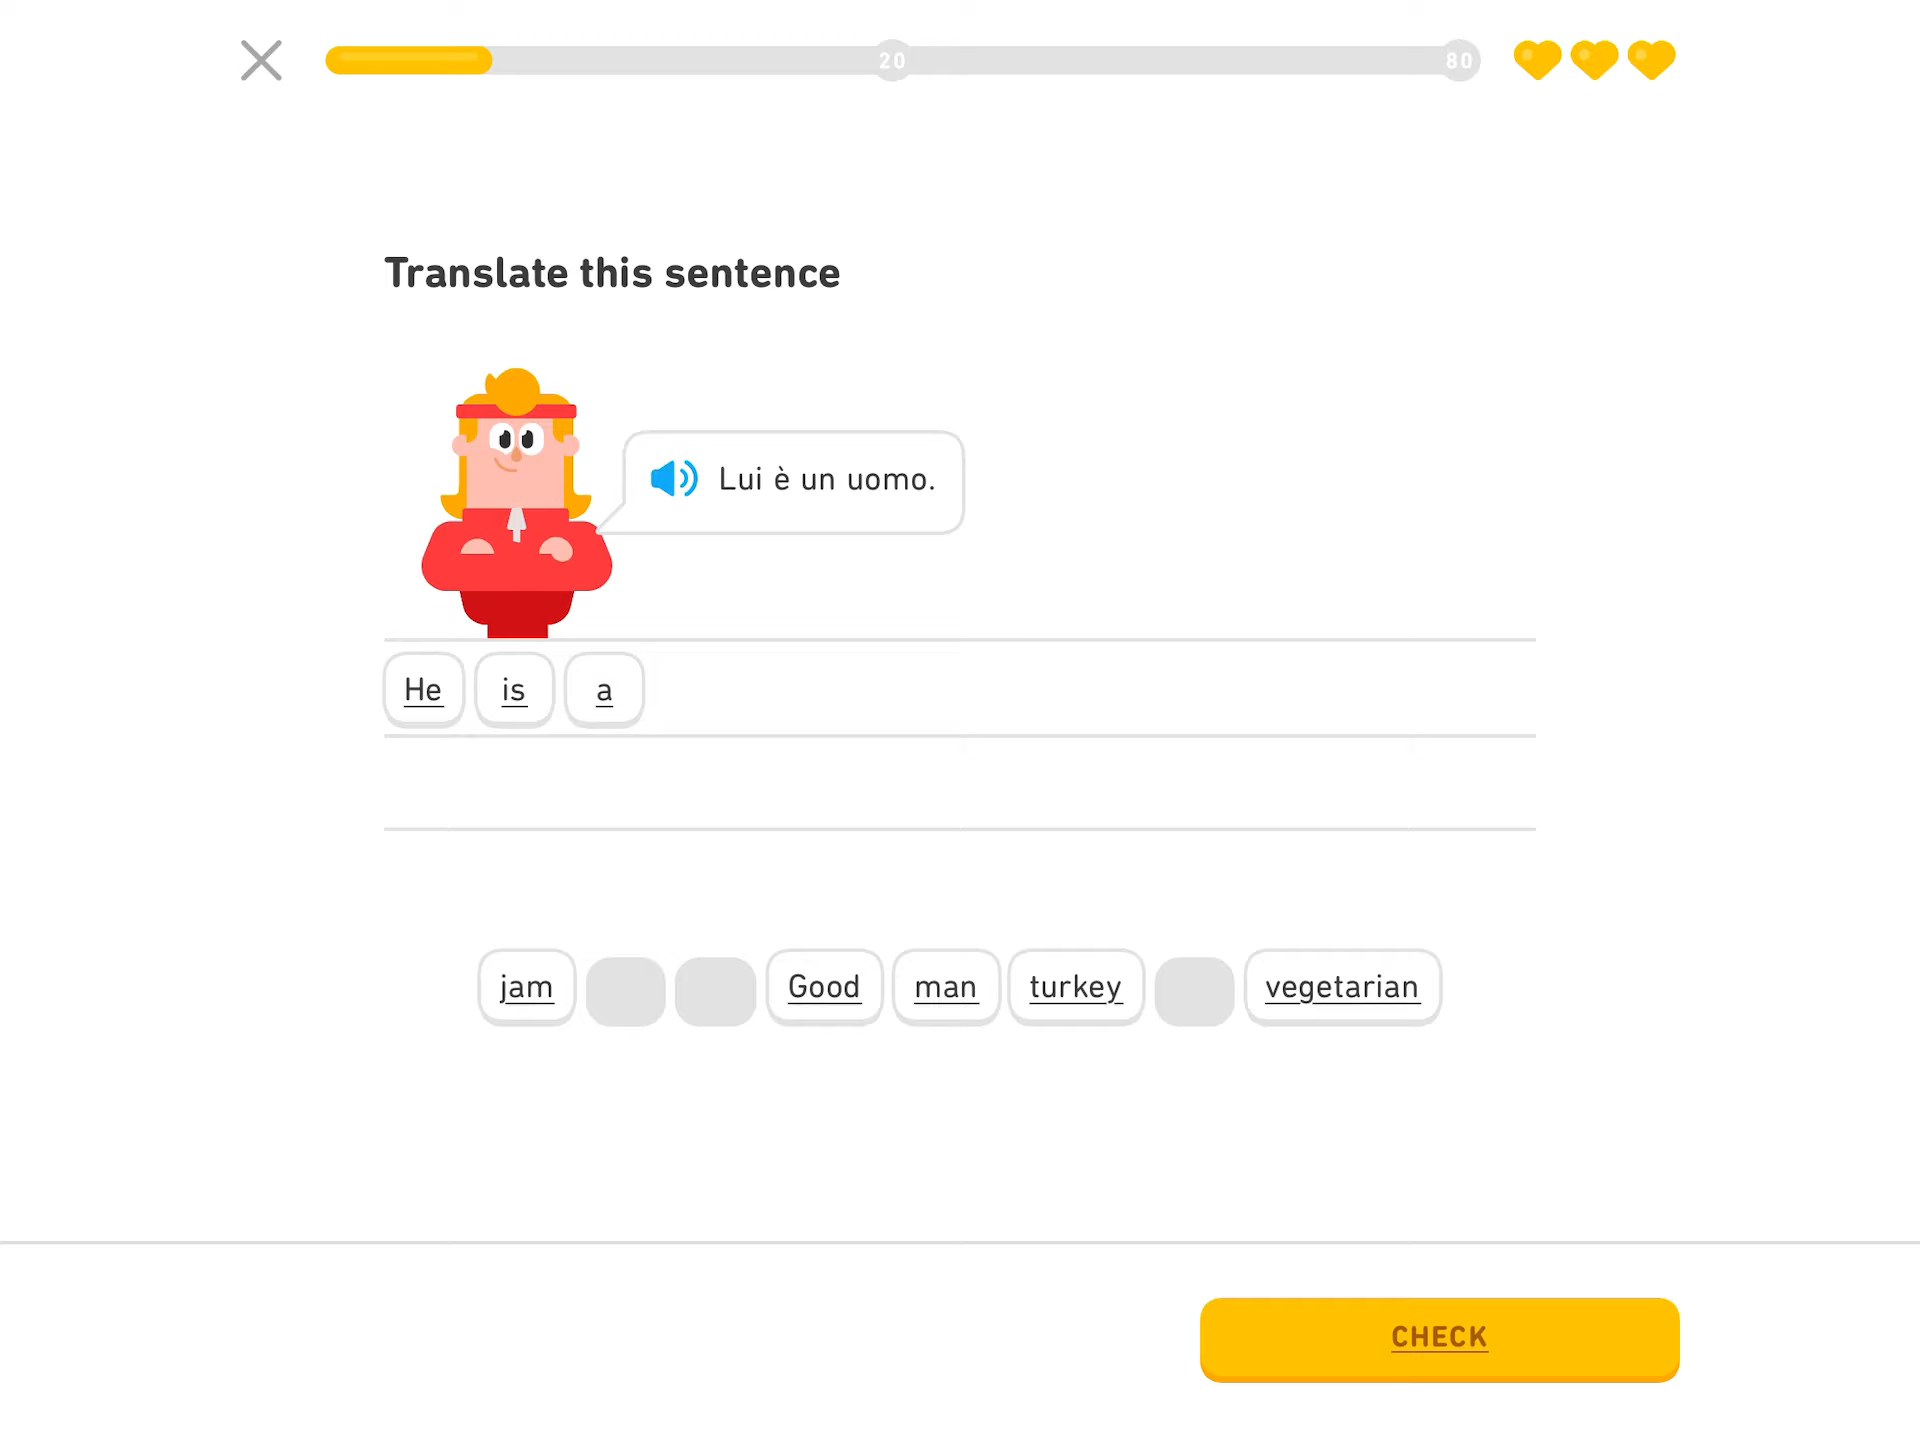 20 80
Translate this sentence
Lui è un uomo.
He is a
jam Good man turkey vegetarian
CHECK